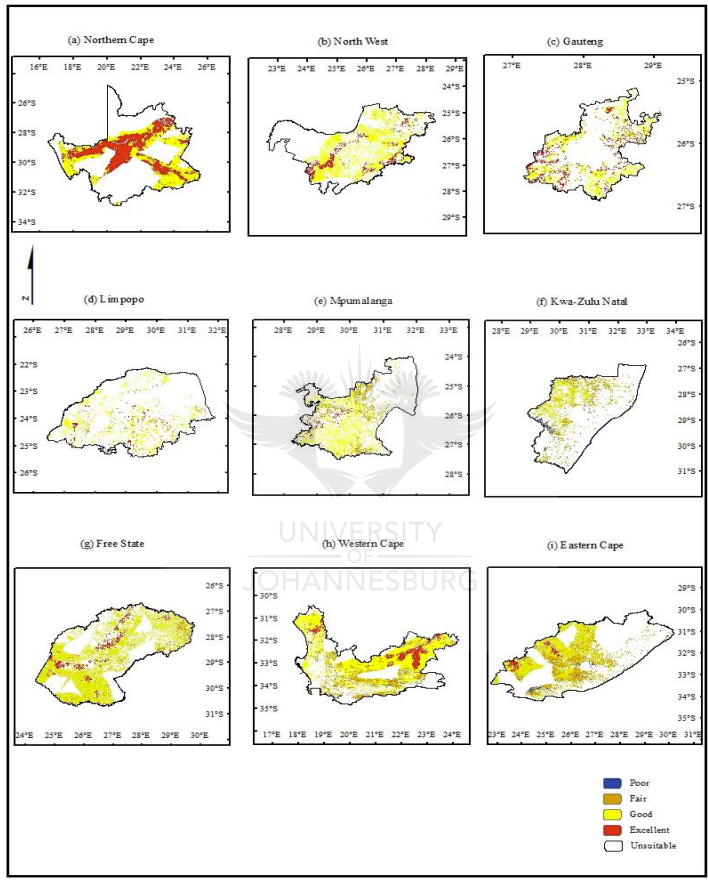 (a) Northern Cape
16°E 18°E 20°E 22°E 24°E 26°E
26°S
28°S
30°S
32°S
34°S
(b) North West
23°E 24°E 25°E 26°E 27°E 28°E 29°E
24°S
25°S
26°S
27°S
28°S
29°S
(c) Gauteng
27°E 28°E 29°E
25°S
26°S
27°S
N
(d) Limpopo
26°E 27°E 28°E 29°E 30°E 31°E 32°E
22°S
23°S
24°S
25°S
26°S
(e) Mpumalanga
28°E 29°E 30°E 31°E 32°E 33°E
24°S
25°S
26°S
27°S
28°S
(f) Kwa-Zulu Natal
28°E 29°E 30°E 31°E 32°E 33°E 34°E
26°S
27°S
28°S
29°S
30°S
31°S
UNIVERSITY
OF
JOHANNESBURG
(g) Free State
26°S
27°S
28°S
29°S
30°S
31°S
24°E 25°E 26°E 27°E 28°E 29°E 30°E
(h) Western Cape
30°S
31°S
32°S
33°S
34°S
35°S
17°E 18°E 19°E 20°E 21°E 22°E 23°E 24°E
(i) Eastern Cape
29°S
30°S
31°S
32°S
33°S
34°S
35°S
23°E 24°E 25°E 26°E 27°E 28°E 29°E 30°E 31°E
Poor
Fair
Good
Excellent
Unsuitable